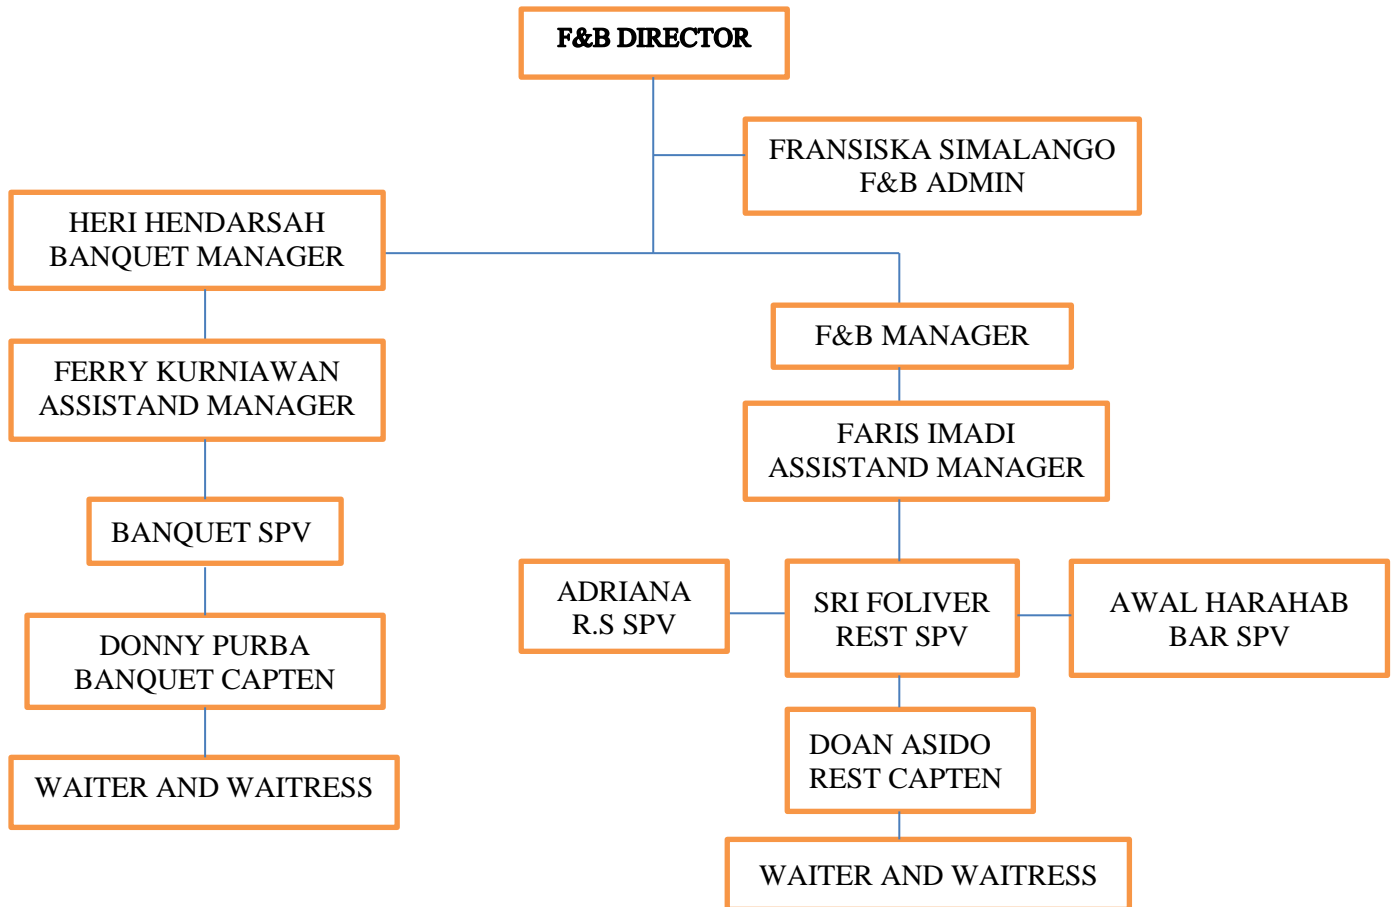 F&B DIRECTOR
FRANSISKA SIMALANGO
F&B ADMIN
HERI HENDARSAH
BANQUET MANAGER
FERRY KURNIAWAN
ASSISTAND MANAGER
BANQUET SPV
DONNY PURBA
BANQUET CAPTEN
WAITER AND WAITRESS
F&B MANAGER
FARIS IMADI
ASSISTAND MANAGER
ADRIANA
R.S SPV
SRI FOLIVER
REST SPV
AWAL HARAHAB
BAR SPV
DOAN ASIDO
REST CAPTEN
WAITER AND WAITRESS